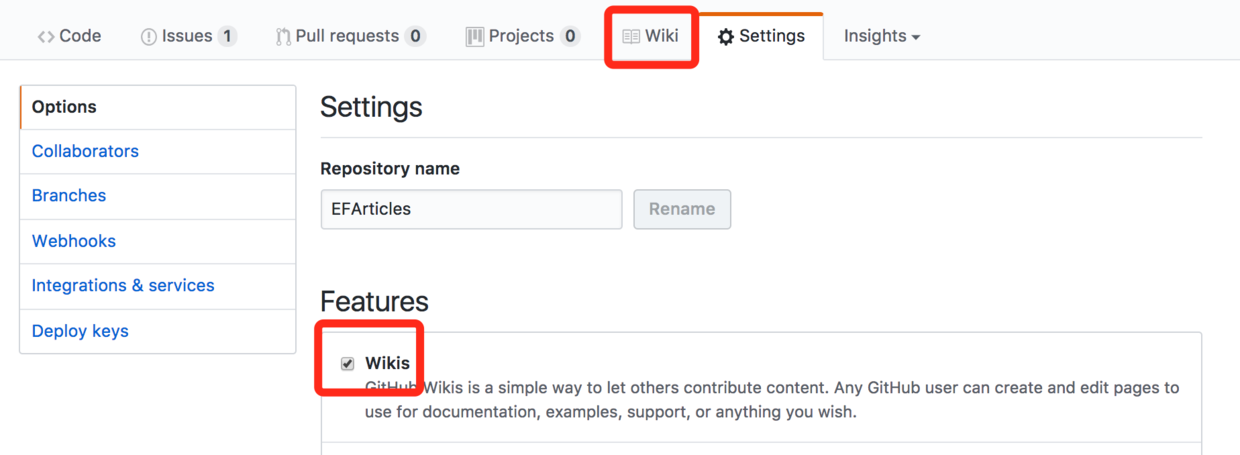 Code Issues 1 Pull requests 0 Projects 0 Wiki Settings Insights
Options
Collaborators
Branches
Webhooks
Integrations & services
Deploy keys
Settings
Repository name
EFArticles Rename
Features
Wikis
GitHub Wikis is a simple way to let others contribute content. Any GitHub user can create and edit pages to
use for documentation, examples, support, or anything you wish.